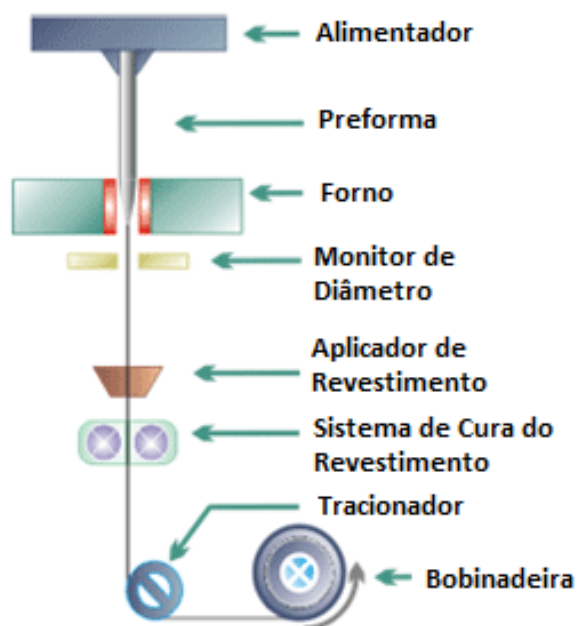 Alimentador
Preforma
Forno
Monitor de
Diâmetro
Aplicador de
Revestimento
Sistema de Cura do
Revestimento
Tracionador
Bobinadeira